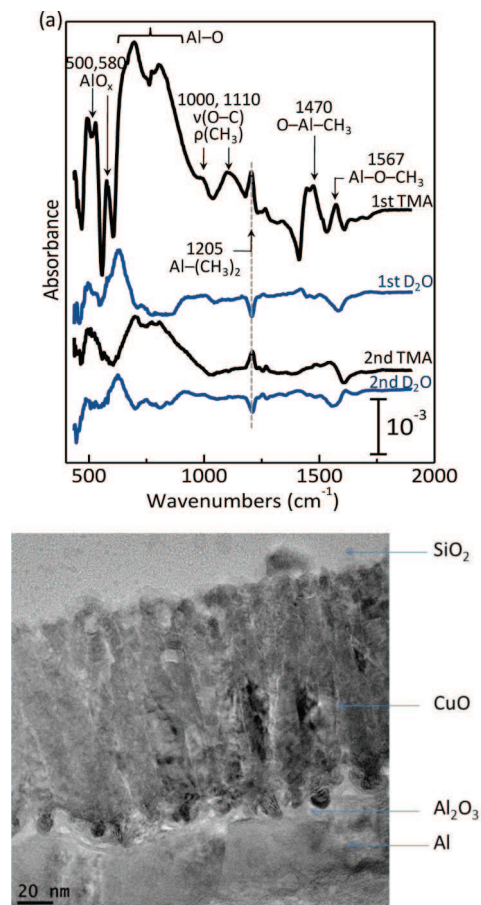 (a)
Al–O
500,580
AlOx
1000, 1110
ν(O–C)
ρ(CH3)
1470
O–Al–CH3
1567
Al–O–CH3
1st TMA
1205
Al–(CH3)2
1st D2O
2nd TMA
2nd D2O
10⁻³
Absorbance
500 1000 1500 2000
Wavenumbers (cm⁻¹)
SiO2
CuO
Al2O3
Al
20 nm